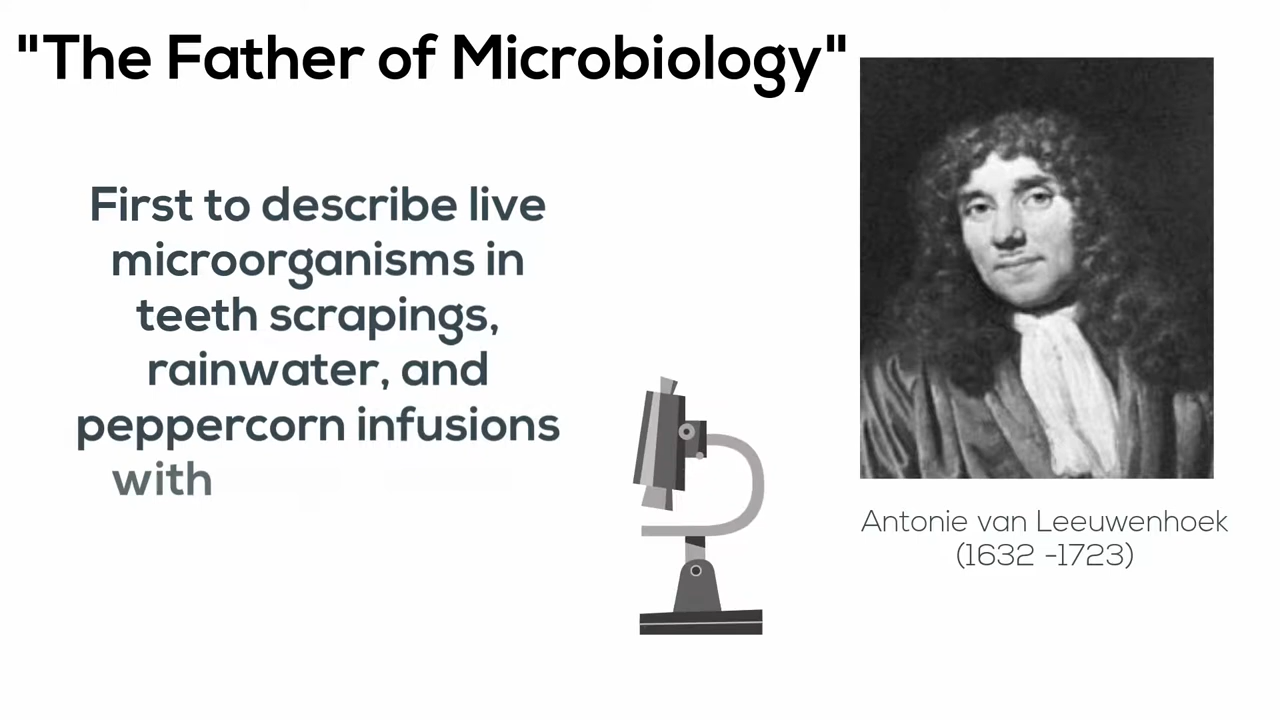 "The Father of Microbiology"
First to describe live
microorganisms in
teeth scrapings,
rainwater, and
peppercorn infusions
with
Antonie van Leeuwenhoek
(1632 -1723)